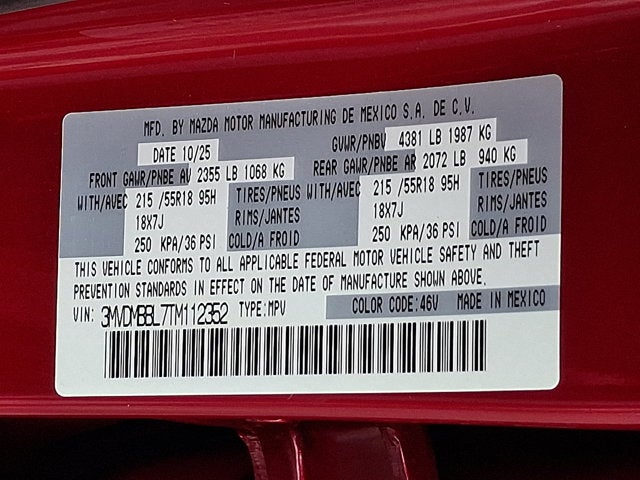 MFD. BY MAZDA MOTOR MANUFACTURING DE MEXICO S.A. DE C.V.
DATE 10/25 GVWR/PNBV 4381 LB 1987 KG
FRONT GAWR/PNBE AV 2355 LB 1068 KG REAR GAWR/PNBE AR 2072 LB 940 KG
WITH/AVEC 215 /55R18 95H TIRES/PNEUS WITH/AVEC 215 /55R18 95H TIRES/PNEUS
18X7J RIMS/JANTES 18X7J RIMS/JANTES
250 KPA/36 PSI COLD/A FROID 250 KPA/36 PSI COLD/A FROID
THIS VEHICLE CONFORMS TO ALL APPLICABLE FEDERAL MOTOR VEHICLE SAFETY AND THEFT
PREVENTION STANDARDS IN EFFECT ON THE DATE OF MANUFACTURE SHOWN ABOVE.
VIN: 3MVDMBBL7TM112352 TYPE:MPV COLOR CODE:46V MADE IN MEXICO